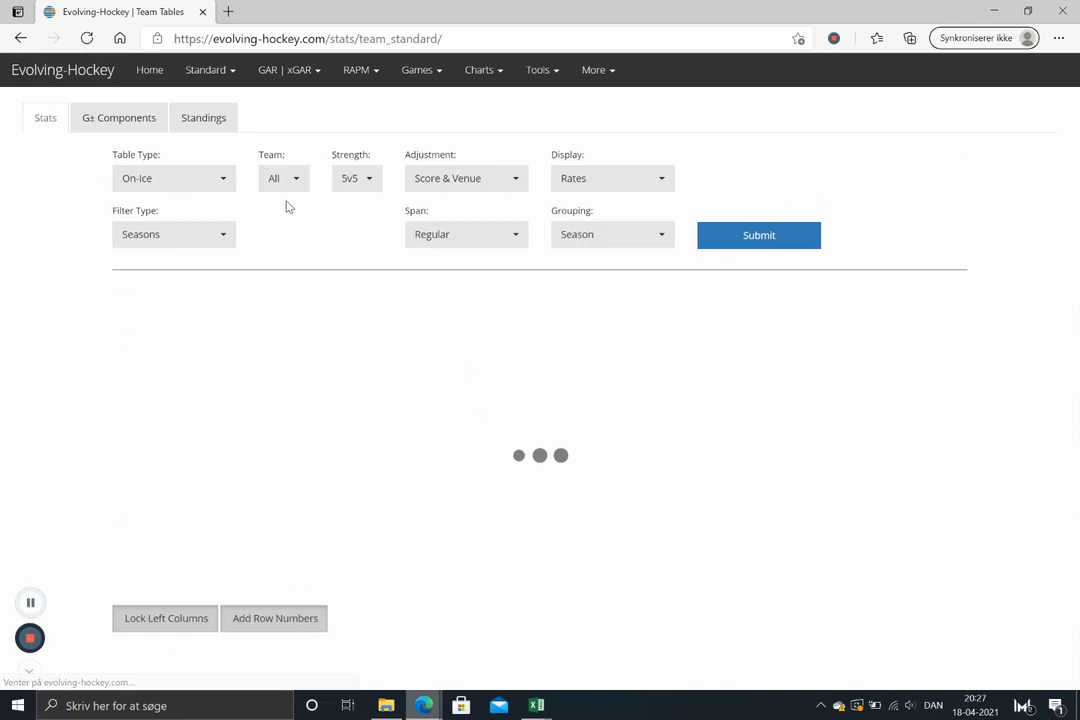 Evolving-Hockey | Team Tables
https://evolving-hockey.com/stats/team_standard/
Synkroniserer ikke
Evolving-Hockey Home Standard GAR | xGAR RAPM Games Charts Tools More
Stats G± Components Standings
Table Type: Team: Strength: Adjustment: Display:
On-Ice All 5v5 Score & Venue Rates
Filter Type: Span: Grouping:
Seasons Regular Season Submit
Lock Left Columns Add Row Numbers
Venter på evolving-hockey.com...
Skriv her for at søge
DAN
20:27
18-04-2021
1